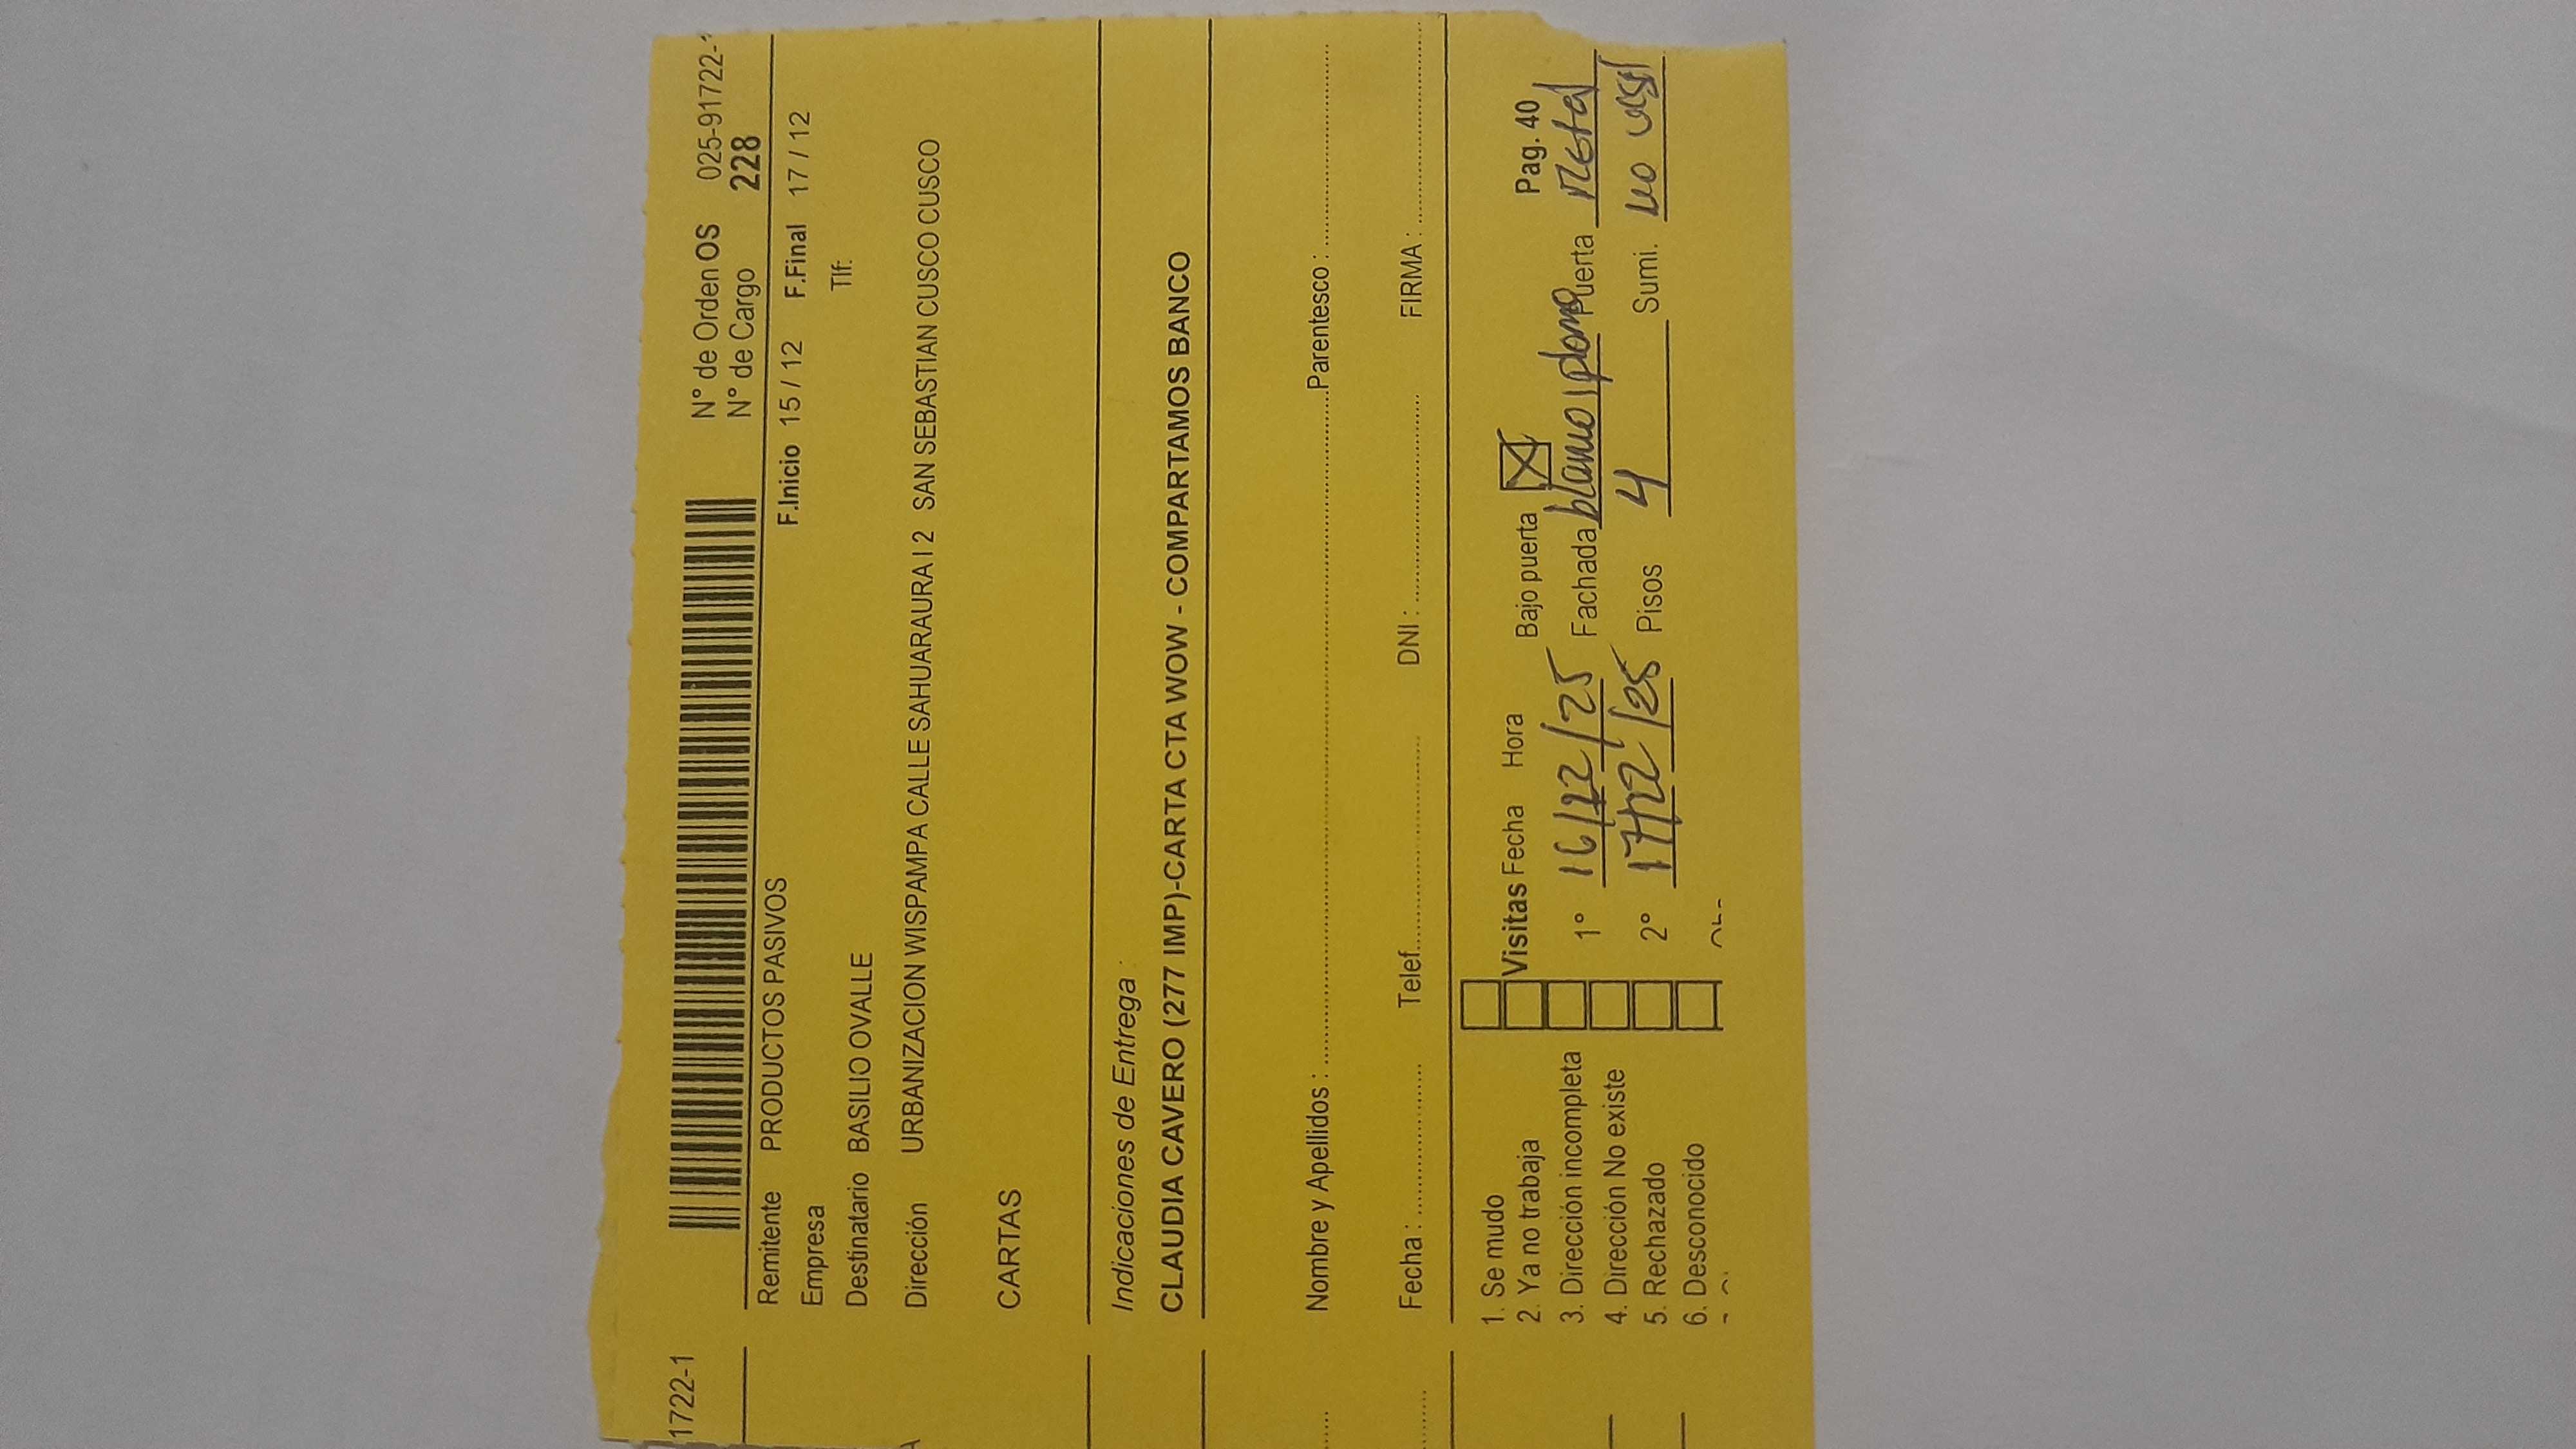 1722-1
N° de Orden OS 025-91722-1
N° de Cargo 228
Remitente PRODUCTOS PASIVOS
F.Inicio 15 / 12 F.Final 17 / 12
Empresa
Tlf:
Destinatario BASILIO OVALLE
Dirección URBANIZACION WISPAMPA CALLE SAHUARAURA I 2 SAN SEBASTIAN CUSCO CUSCO
CARTAS
Indicaciones de Entrega :
CLAUDIA CAVERO (277 IMP)-CARTA CTA WOW - COMPARTAMOS BANCO
Nombre y Apellidos : Parentesco :
Fecha : Telef. DNI : FIRMA :
1. Se mudo
2. Ya no trabaja
3. Dirección incompleta
4. Dirección No existe
5. Rechazado
6. Desconocido
Visitas Fecha Hora Bajo puerta X Pag. 40
1° 16/12/25 Fachada blanco/plomo Puerta metal
2° 17/12/25 Pisos 4 Sumi. no